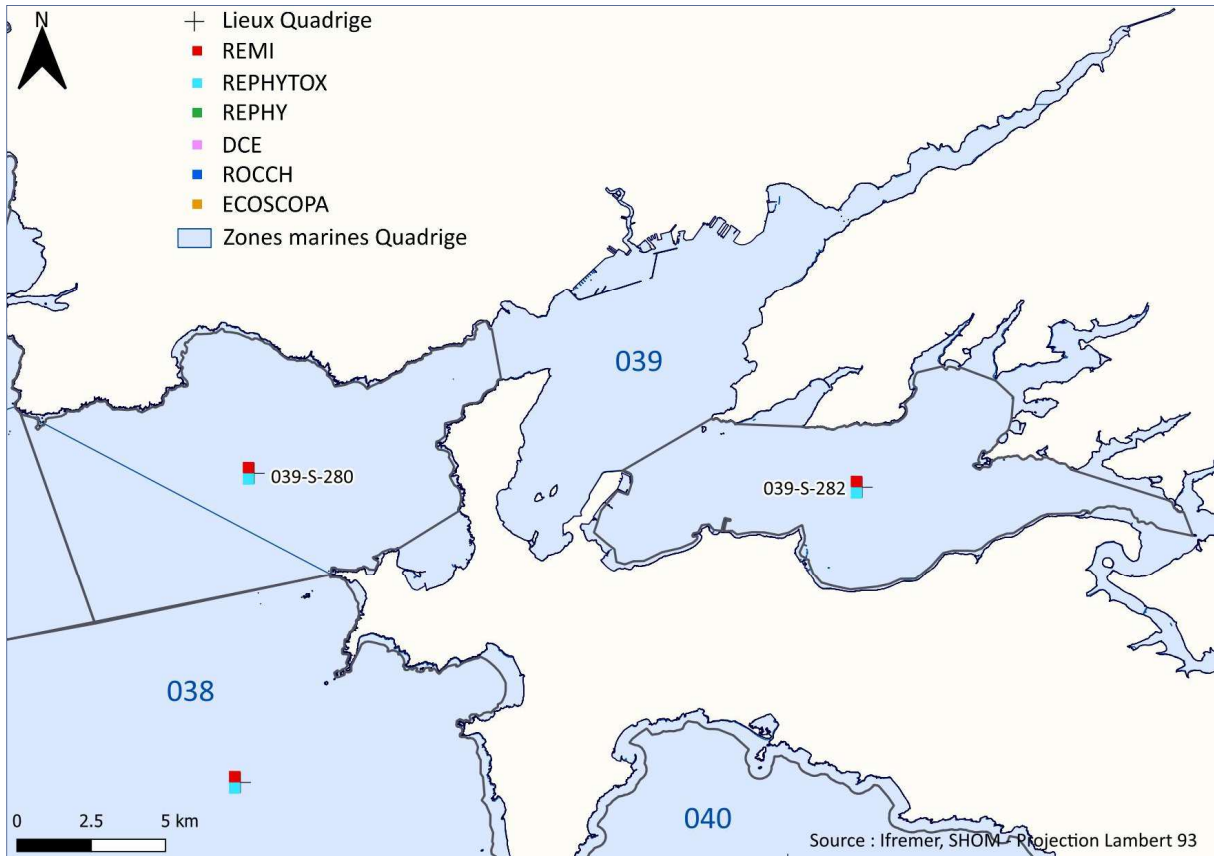 N
Lieux Quadrige
REMI
REPHYTOX
REPHY
DCE
ROCCH
ECOSCOPA
Zones marines Quadrige
039
039-S-280
039-S-282
038
040
0 2.5 5 km
Source : Ifremer, SHOM - Projection Lambert 93